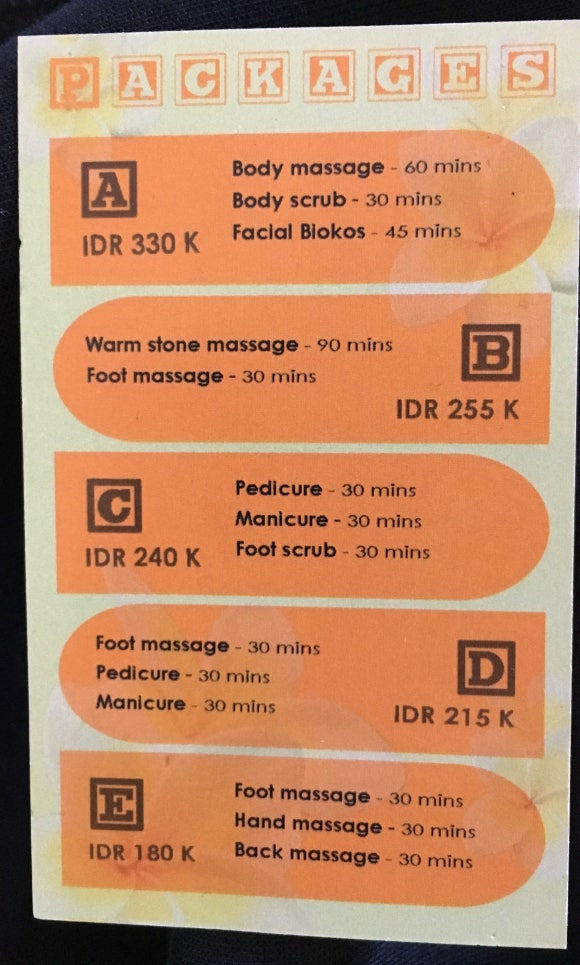 PACKAGES
A
IDR 330 K
Body massage - 60 mins
Body scrub - 30 mins
Facial Biokos - 45 mins
Warm stone massage - 90 mins
Foot massage - 30 mins
B
IDR 255 K
C
IDR 240 K
Pedicure - 30 mins
Manicure - 30 mins
Foot scrub - 30 mins
Foot massage - 30 mins
Pedicure - 30 mins
Manicure - 30 mins
D
IDR 215 K
E
IDR 180 K
Foot massage - 30 mins
Hand massage - 30 mins
Back massage - 30 mins